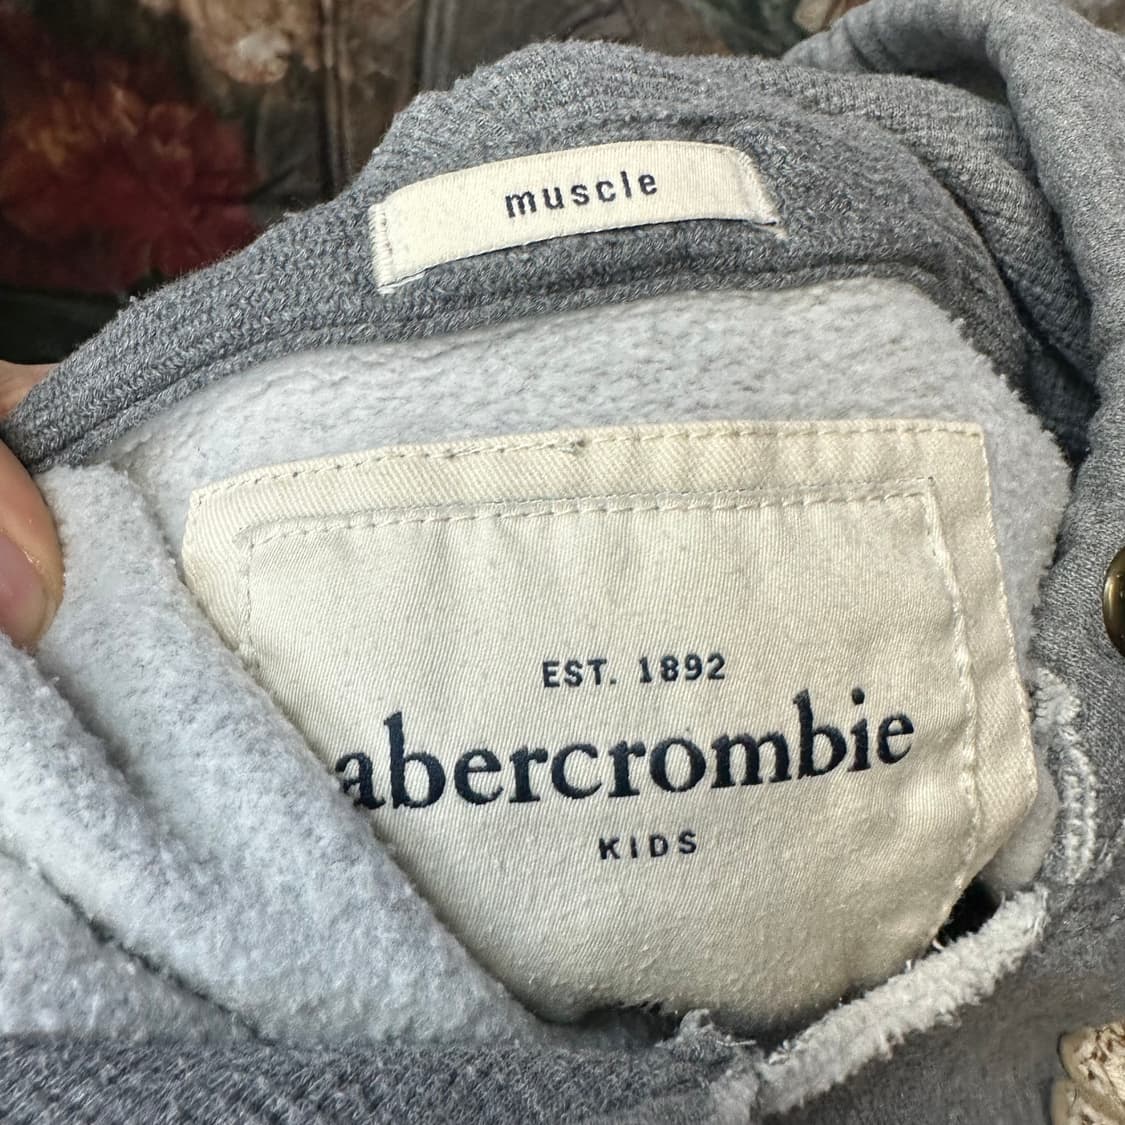 muscle
EST. 1892
abercrombie
KIDS